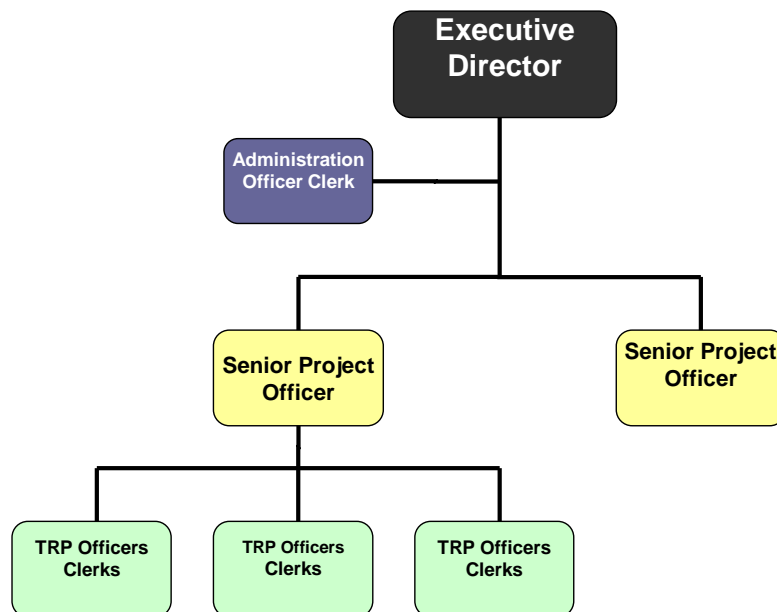 Executive
Director
Administration
Officer Clerk
Senior Project
Officer
Senior Project
Officer
TRP Officers
Clerks
TRP Officers
Clerks
TRP Officers
Clerks